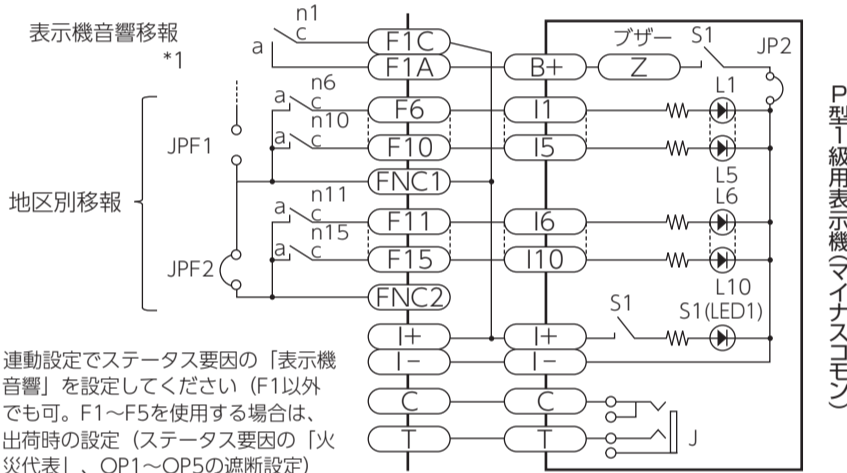 表示機音響移報
*1
n1
c
a
F1C
F1A
B+
ブザー
Z
S1
JP2
a
n6
c
F6
I1
L1
a
n10
c
F10
I5
L5
JPF1
FNC1
地区別移報
a
n11
c
F11
I6
L6
a
n15
c
F15
I10
L10
JPF2
FNC2
S1
S1(LED1)
I+
I+
I−
I−
C
C
T
T
J
P型1級用表示機(マイナスコモン)
連動設定でステータス要因の「表示機
音響」を設定してください（F1以外
でも可。F1～F5を使用する場合は、
出荷時の設定（ステータス要因の「火
災代表」、OP1～OP5の遮断設定）